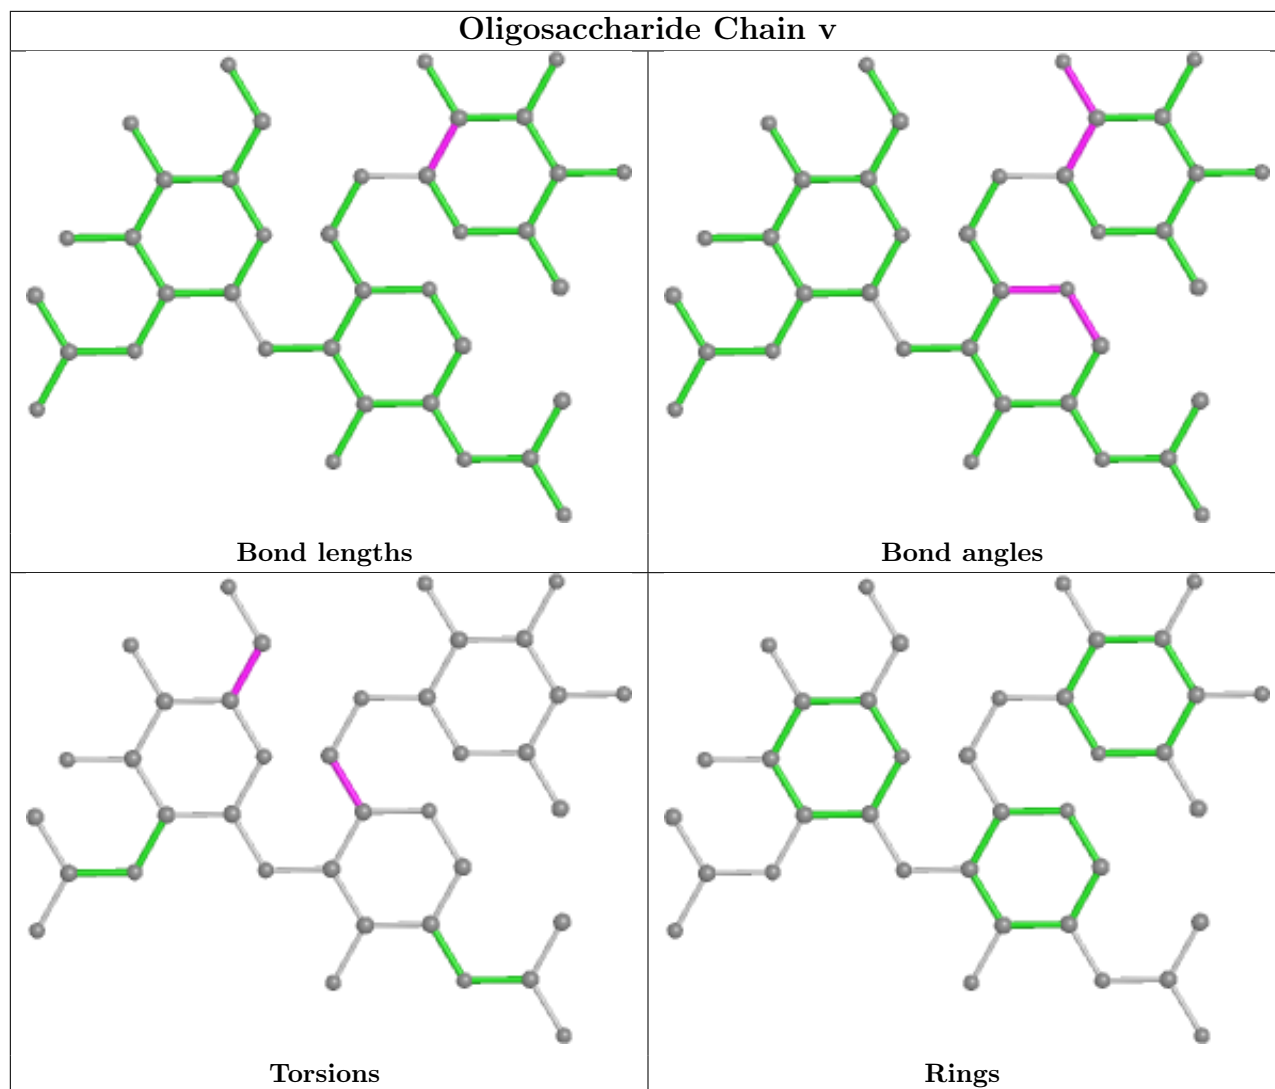 Oligosaccharide Chain v
Bond lengths
Bond angles
Torsions
Rings